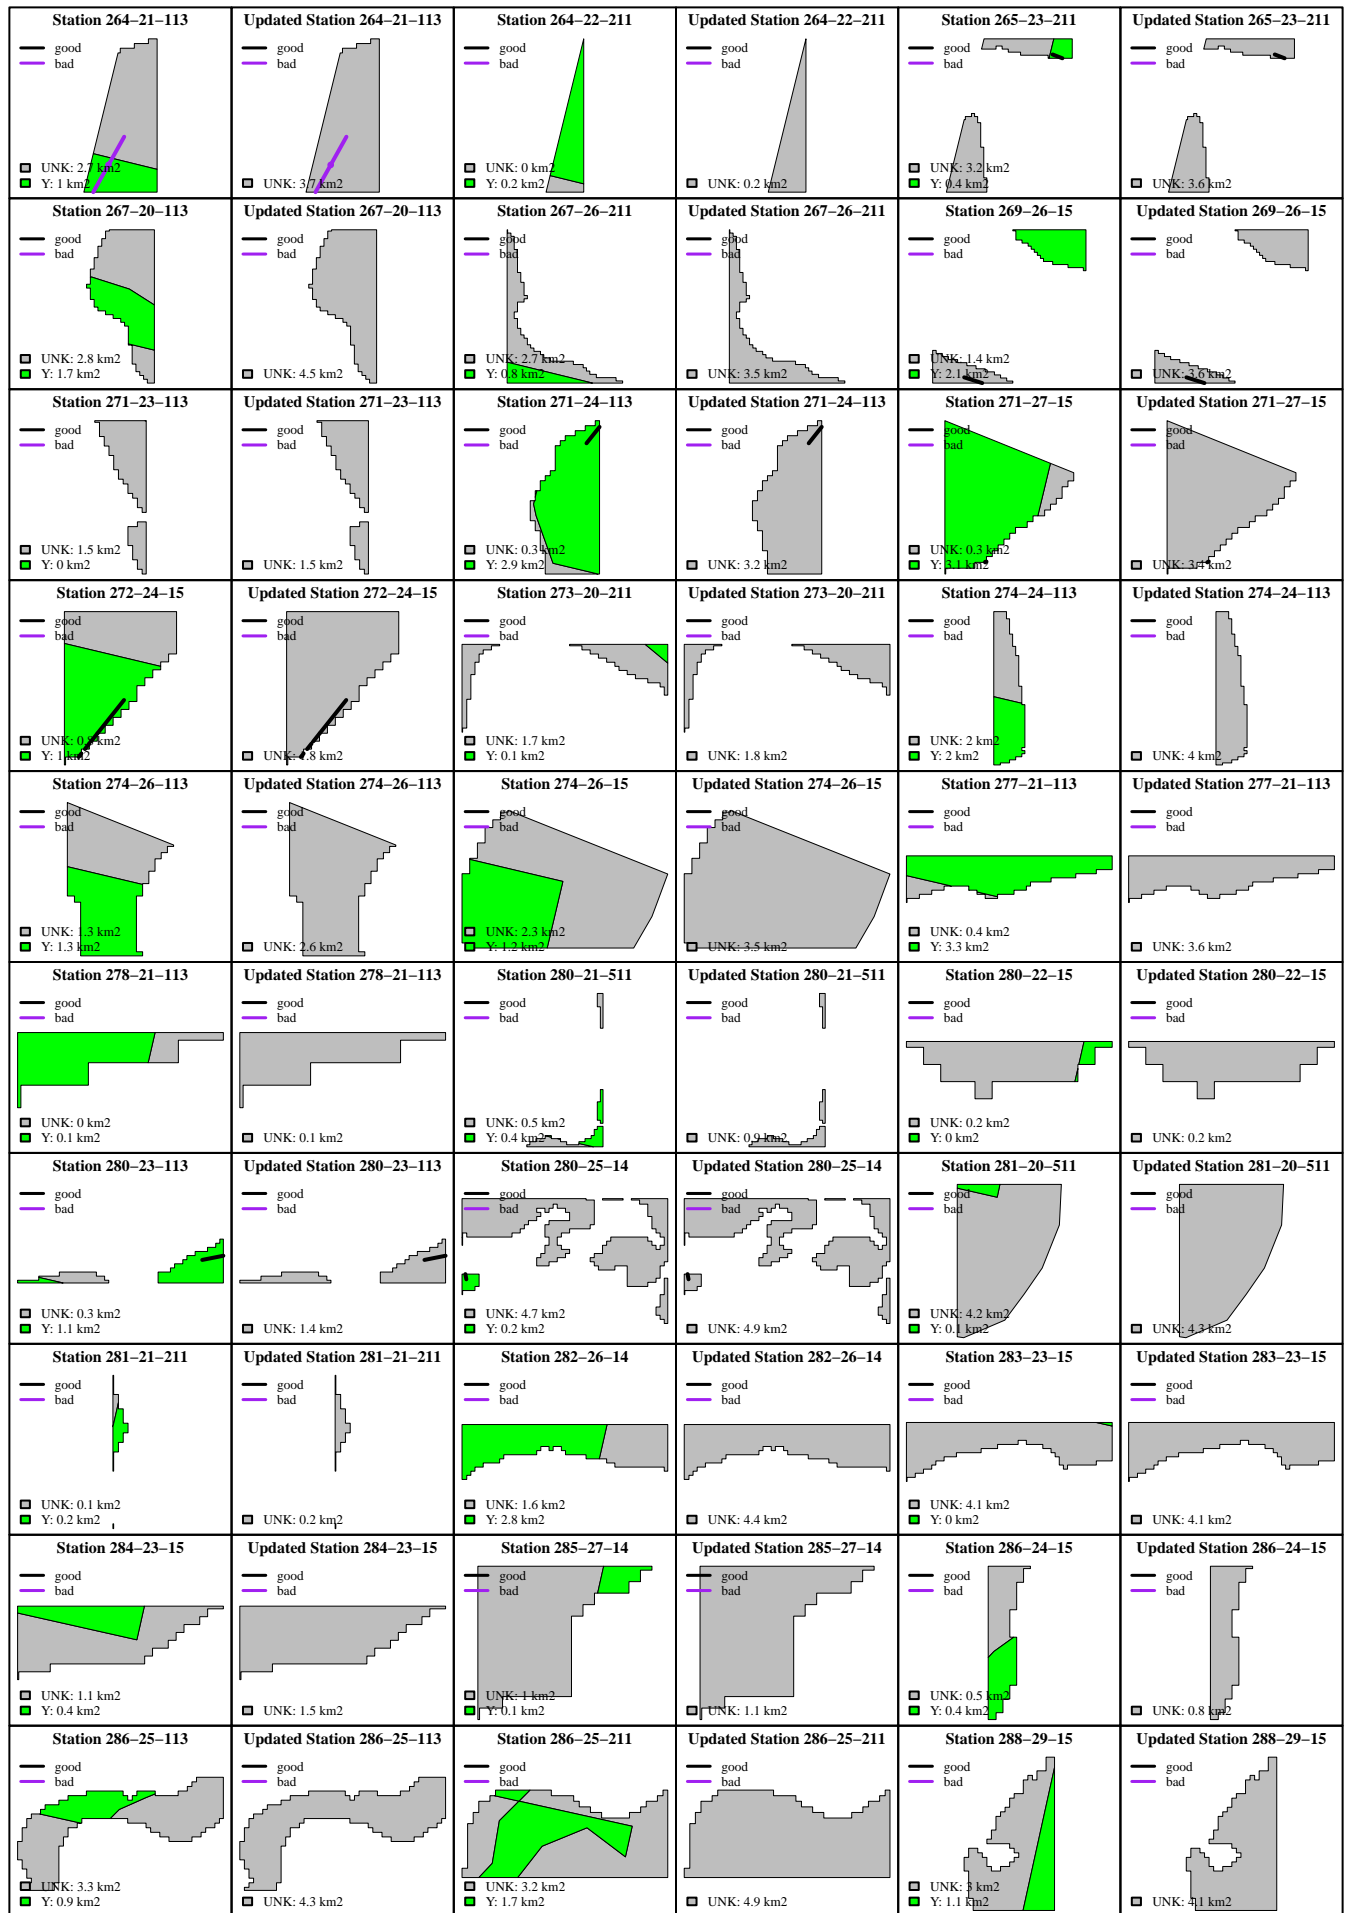 Station 264−21−113
good
bad
UNK: 2.7 km2
Y: 1 km2
Updated Station 264−21−113
good
bad
UNK: 3.7 km2
Station 264−22−211
good
bad
UNK: 0 km2
Y: 0.2 km2
Updated Station 264−22−211
good
bad
UNK: 0.2 km2
Station 265−23−211
good
bad
UNK: 3.2 km2
Y: 0.4 km2
Updated Station 265−23−211
good
bad
UNK: 3.6 km2
Station 267−20−113
good
bad
UNK: 2.8 km2
Y: 1.7 km2
Updated Station 267−20−113
good
bad
UNK: 4.5 km2
Station 267−26−211
good
bad
UNK: 2.7 km2
Y: 0.8 km2
Updated Station 267−26−211
good
bad
UNK: 3.5 km2
Station 269−26−15
good
bad
UNK: 1.4 km2
Y: 2.1 km2
Updated Station 269−26−15
good
bad
UNK: 3.6 km2
Station 271−23−113
good
bad
UNK: 1.5 km2
Y: 0 km2
Updated Station 271−23−113
good
bad
UNK: 1.5 km2
Station 271−24−113
good
bad
UNK: 0.3 km2
Y: 2.9 km2
Updated Station 271−24−113
good
bad
UNK: 3.2 km2
Station 271−27−15
good
bad
UNK: 0.3 km2
Y: 3.1 km2
Updated Station 271−27−15
good
bad
UNK: 3.4 km2
Station 272−24−15
good
bad
UNK: 0.8 km2
Y: 1 km2
Updated Station 272−24−15
good
bad
UNK: 1.8 km2
Station 273−20−211
good
bad
UNK: 1.7 km2
Y: 0.1 km2
Updated Station 273−20−211
good
bad
UNK: 1.8 km2
Station 274−24−113
good
bad
UNK: 2 km2
Y: 2 km2
Updated Station 274−24−113
good
bad
UNK: 4 km2
Station 274−26−113
good
bad
UNK: 1.3 km2
Y: 1.3 km2
Updated Station 274−26−113
good
bad
UNK: 2.6 km2
Station 274−26−15
good
bad
UNK: 2.3 km2
Y: 1.2 km2
Updated Station 274−26−15
good
bad
UNK: 3.5 km2
Station 277−21−113
good
bad
UNK: 0.4 km2
Y: 3.3 km2
Updated Station 277−21−113
good
bad
UNK: 3.6 km2
Station 278−21−113
good
bad
UNK: 0 km2
Y: 0.1 km2
Updated Station 278−21−113
good
bad
UNK: 0.1 km2
Station 280−21−511
good
bad
UNK: 0.5 km2
Y: 0.4 km2
Updated Station 280−21−511
good
bad
UNK: 0.9 km2
Station 280−22−15
good
bad
UNK: 0.2 km2
Y: 0 km2
Updated Station 280−22−15
good
bad
UNK: 0.2 km2
Station 280−23−113
good
bad
UNK: 0.3 km2
Y: 1.1 km2
Updated Station 280−23−113
good
bad
UNK: 1.4 km2
Station 280−25−14
good
bad
UNK: 4.7 km2
Y: 0.2 km2
Updated Station 280−25−14
good
bad
UNK: 4.9 km2
Station 281−20−511
good
bad
UNK: 4.2 km2
Y: 0.1 km2
Updated Station 281−20−511
good
bad
UNK: 4.3 km2
Station 281−21−211
good
bad
UNK: 0.1 km2
Y: 0.2 km2
Updated Station 281−21−211
good
bad
UNK: 0.2 km2
Station 282−26−14
good
bad
UNK: 1.6 km2
Y: 2.8 km2
Updated Station 282−26−14
good
bad
UNK: 4.4 km2
Station 283−23−15
good
bad
UNK: 4.1 km2
Y: 0 km2
Updated Station 283−23−15
good
bad
UNK: 4.1 km2
Station 284−23−15
good
bad
UNK: 1.1 km2
Y: 0.4 km2
Updated Station 284−23−15
good
bad
UNK: 1.5 km2
Station 285−27−14
good
bad
UNK: 1 km2
Y: 0.1 km2
Updated Station 285−27−14
good
bad
UNK: 1.1 km2
Station 286−24−15
good
bad
UNK: 0.5 km2
Y: 0.4 km2
Updated Station 286−24−15
good
bad
UNK: 0.8 km2
Station 286−25−113
good
bad
UNK: 3.3 km2
Y: 0.9 km2
Updated Station 286−25−113
good
bad
UNK: 4.3 km2
Station 286−25−211
good
bad
UNK: 3.2 km2
Y: 1.7 km2
Updated Station 286−25−211
good
bad
UNK: 4.9 km2
Station 288−29−15
good
bad
UNK: 3 km2
Y: 1.1 km2
Updated Station 288−29−15
good
bad
UNK: 4.1 km2